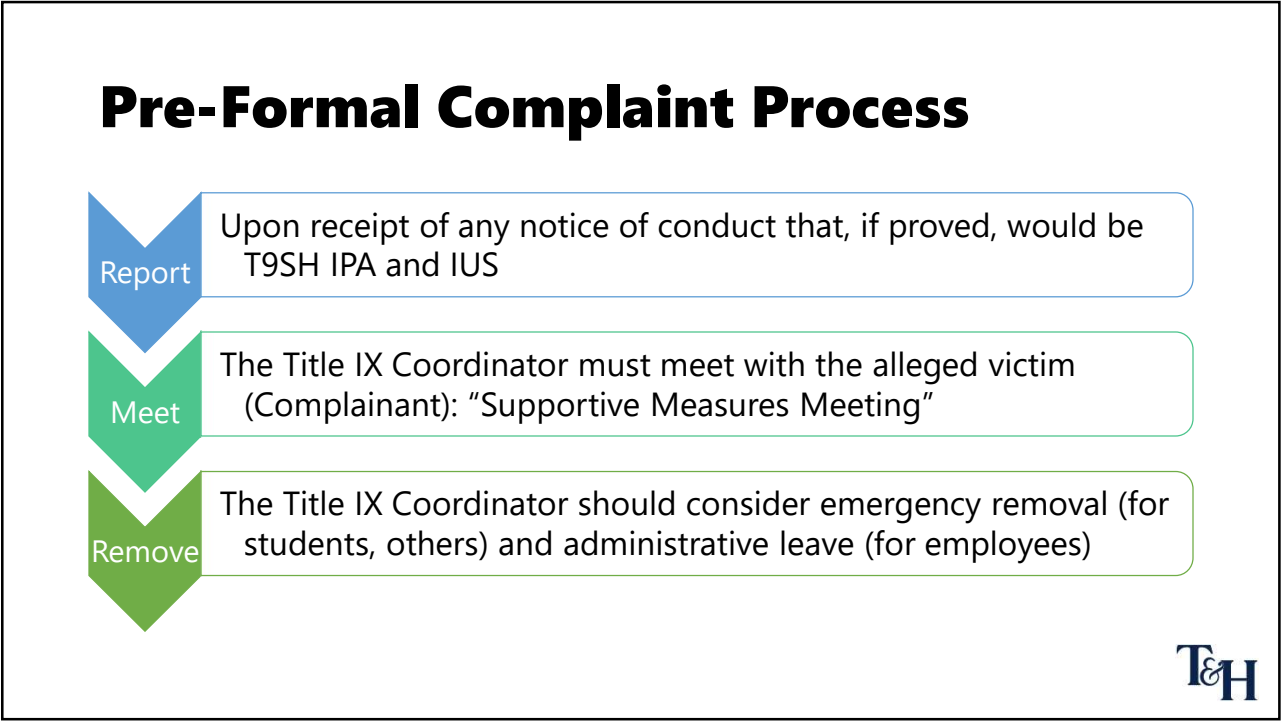 Pre-Formal Complaint Process
Report
Upon receipt of any notice of conduct that, if proved, would be
T9SH IPA and IUS
Meet
The Title IX Coordinator must meet with the alleged victim
(Complainant): “Supportive Measures Meeting”
Remove
The Title IX Coordinator should consider emergency removal (for
students, others) and administrative leave (for employees)
T&H